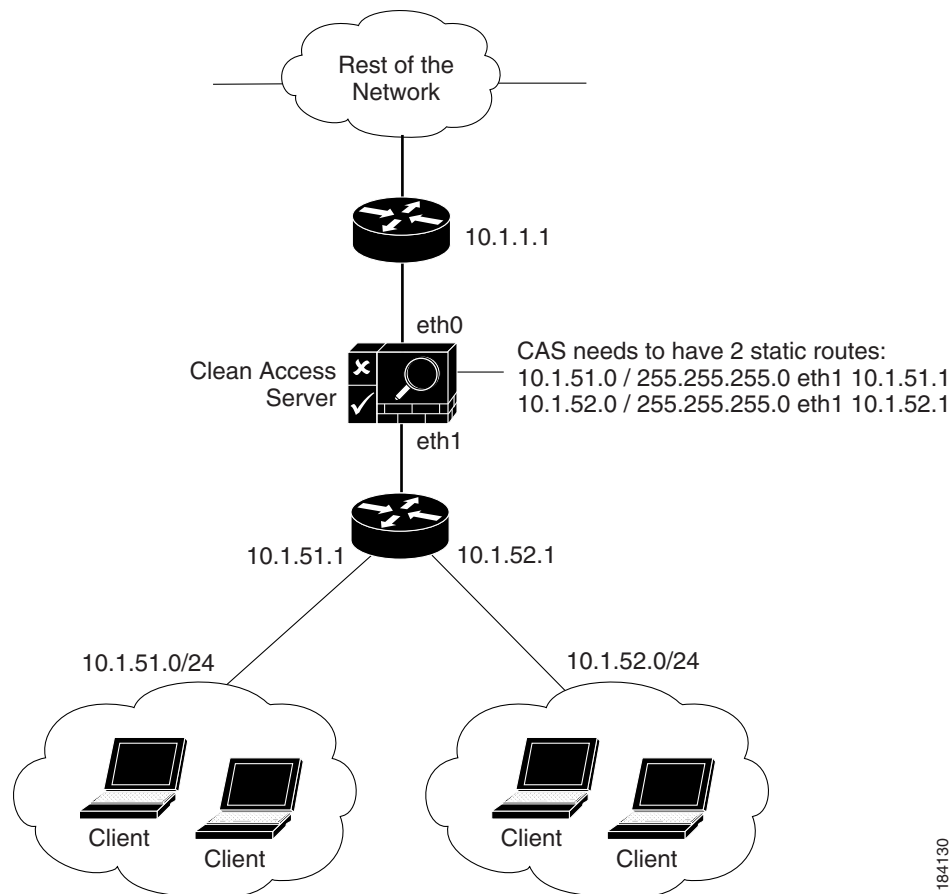 Rest of the
Network
10.1.1.1
eth0
Clean Access
Server
CAS needs to have 2 static routes:
10.1.51.0 / 255.255.255.0 eth1 10.1.51.1
10.1.52.0 / 255.255.255.0 eth1 10.1.52.1
eth1
10.1.51.1
10.1.52.1
10.1.51.0/24
10.1.52.0/24
Client
Client
Client
Client
184130